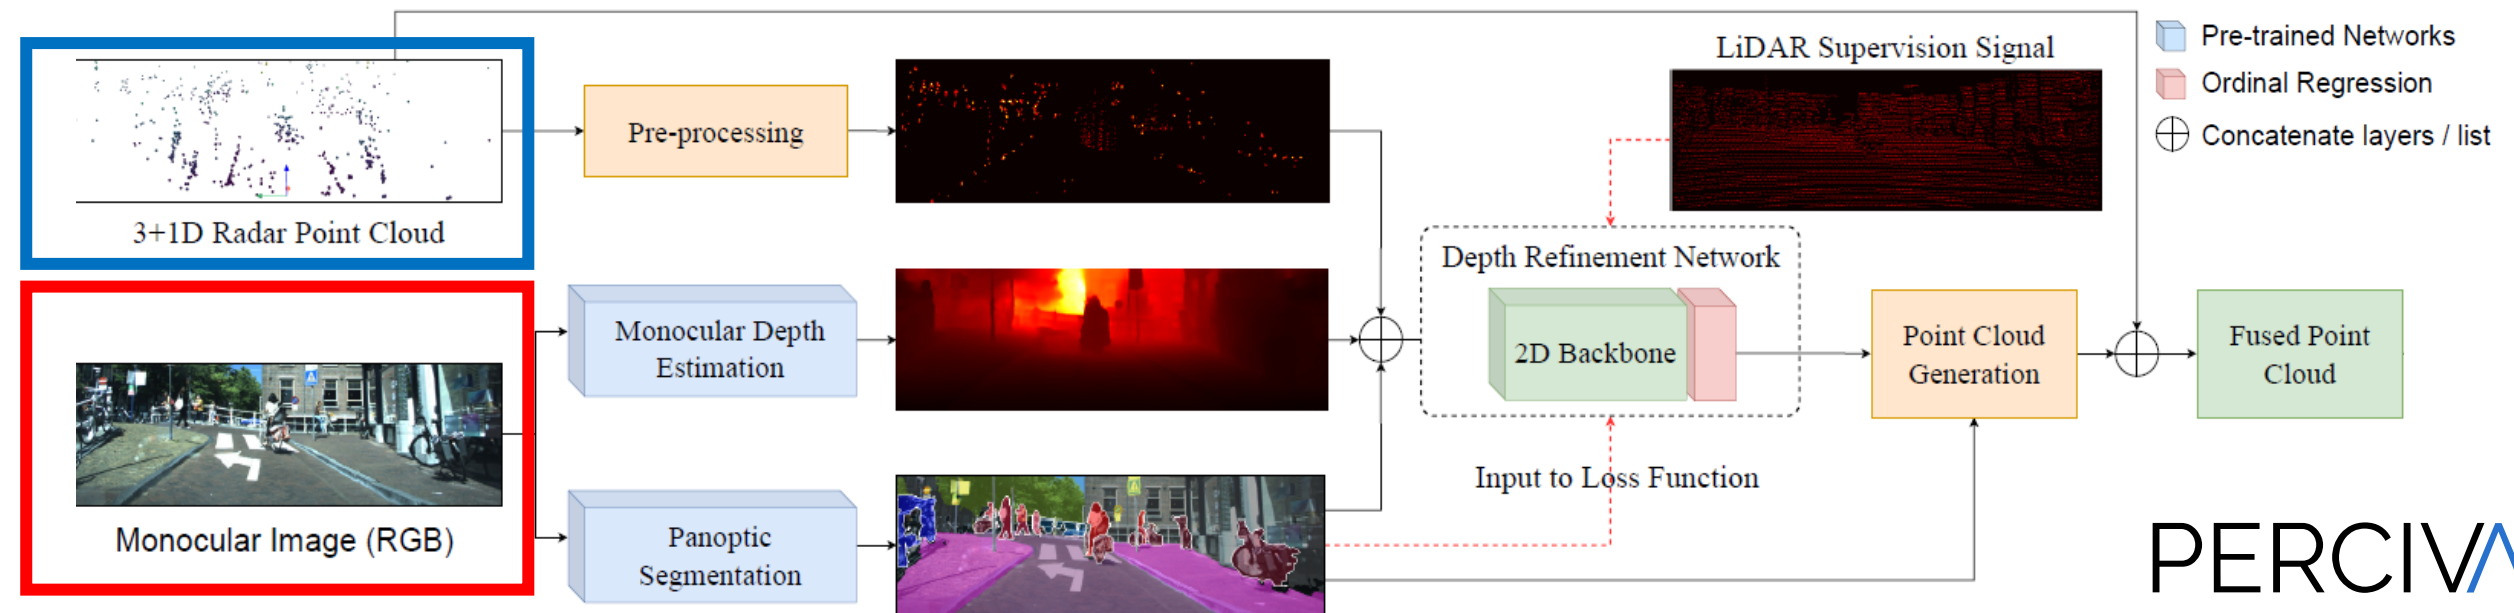 LiDAR Supervision Signal
Pre-trained Networks
Ordinal Regression
Concatenate layers / list
Pre-processing
3+1D Radar Point Cloud
Depth Refinement Network
Monocular Depth
Estimation
2D Backbone
Point Cloud
Generation
Fused Point
Cloud
Input to Loss Function
Monocular Image (RGB)
Panoptic
Segmentation
PERCIVA